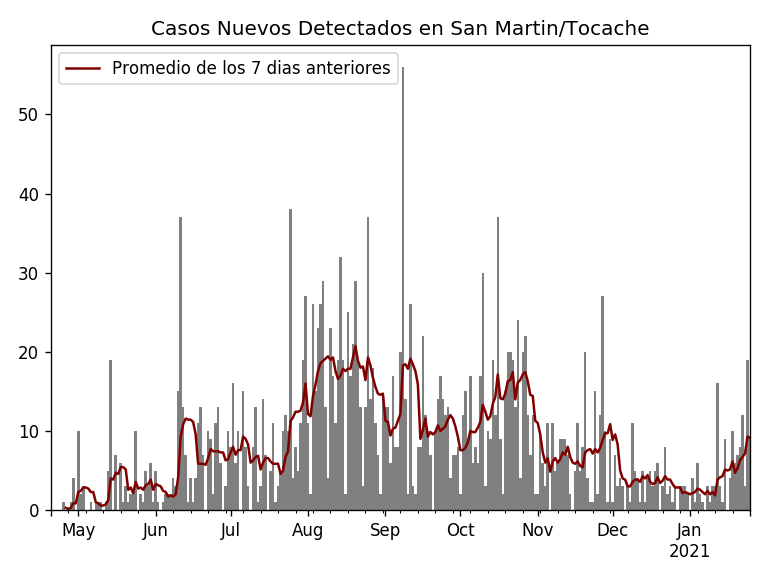 Casos Nuevos Detectados en San Martin/Tocache
Promedio de los 7 dias anteriores
50
40
30
20
10
0
May Jun Jul Aug Sep Oct Nov Dec Jan
2021